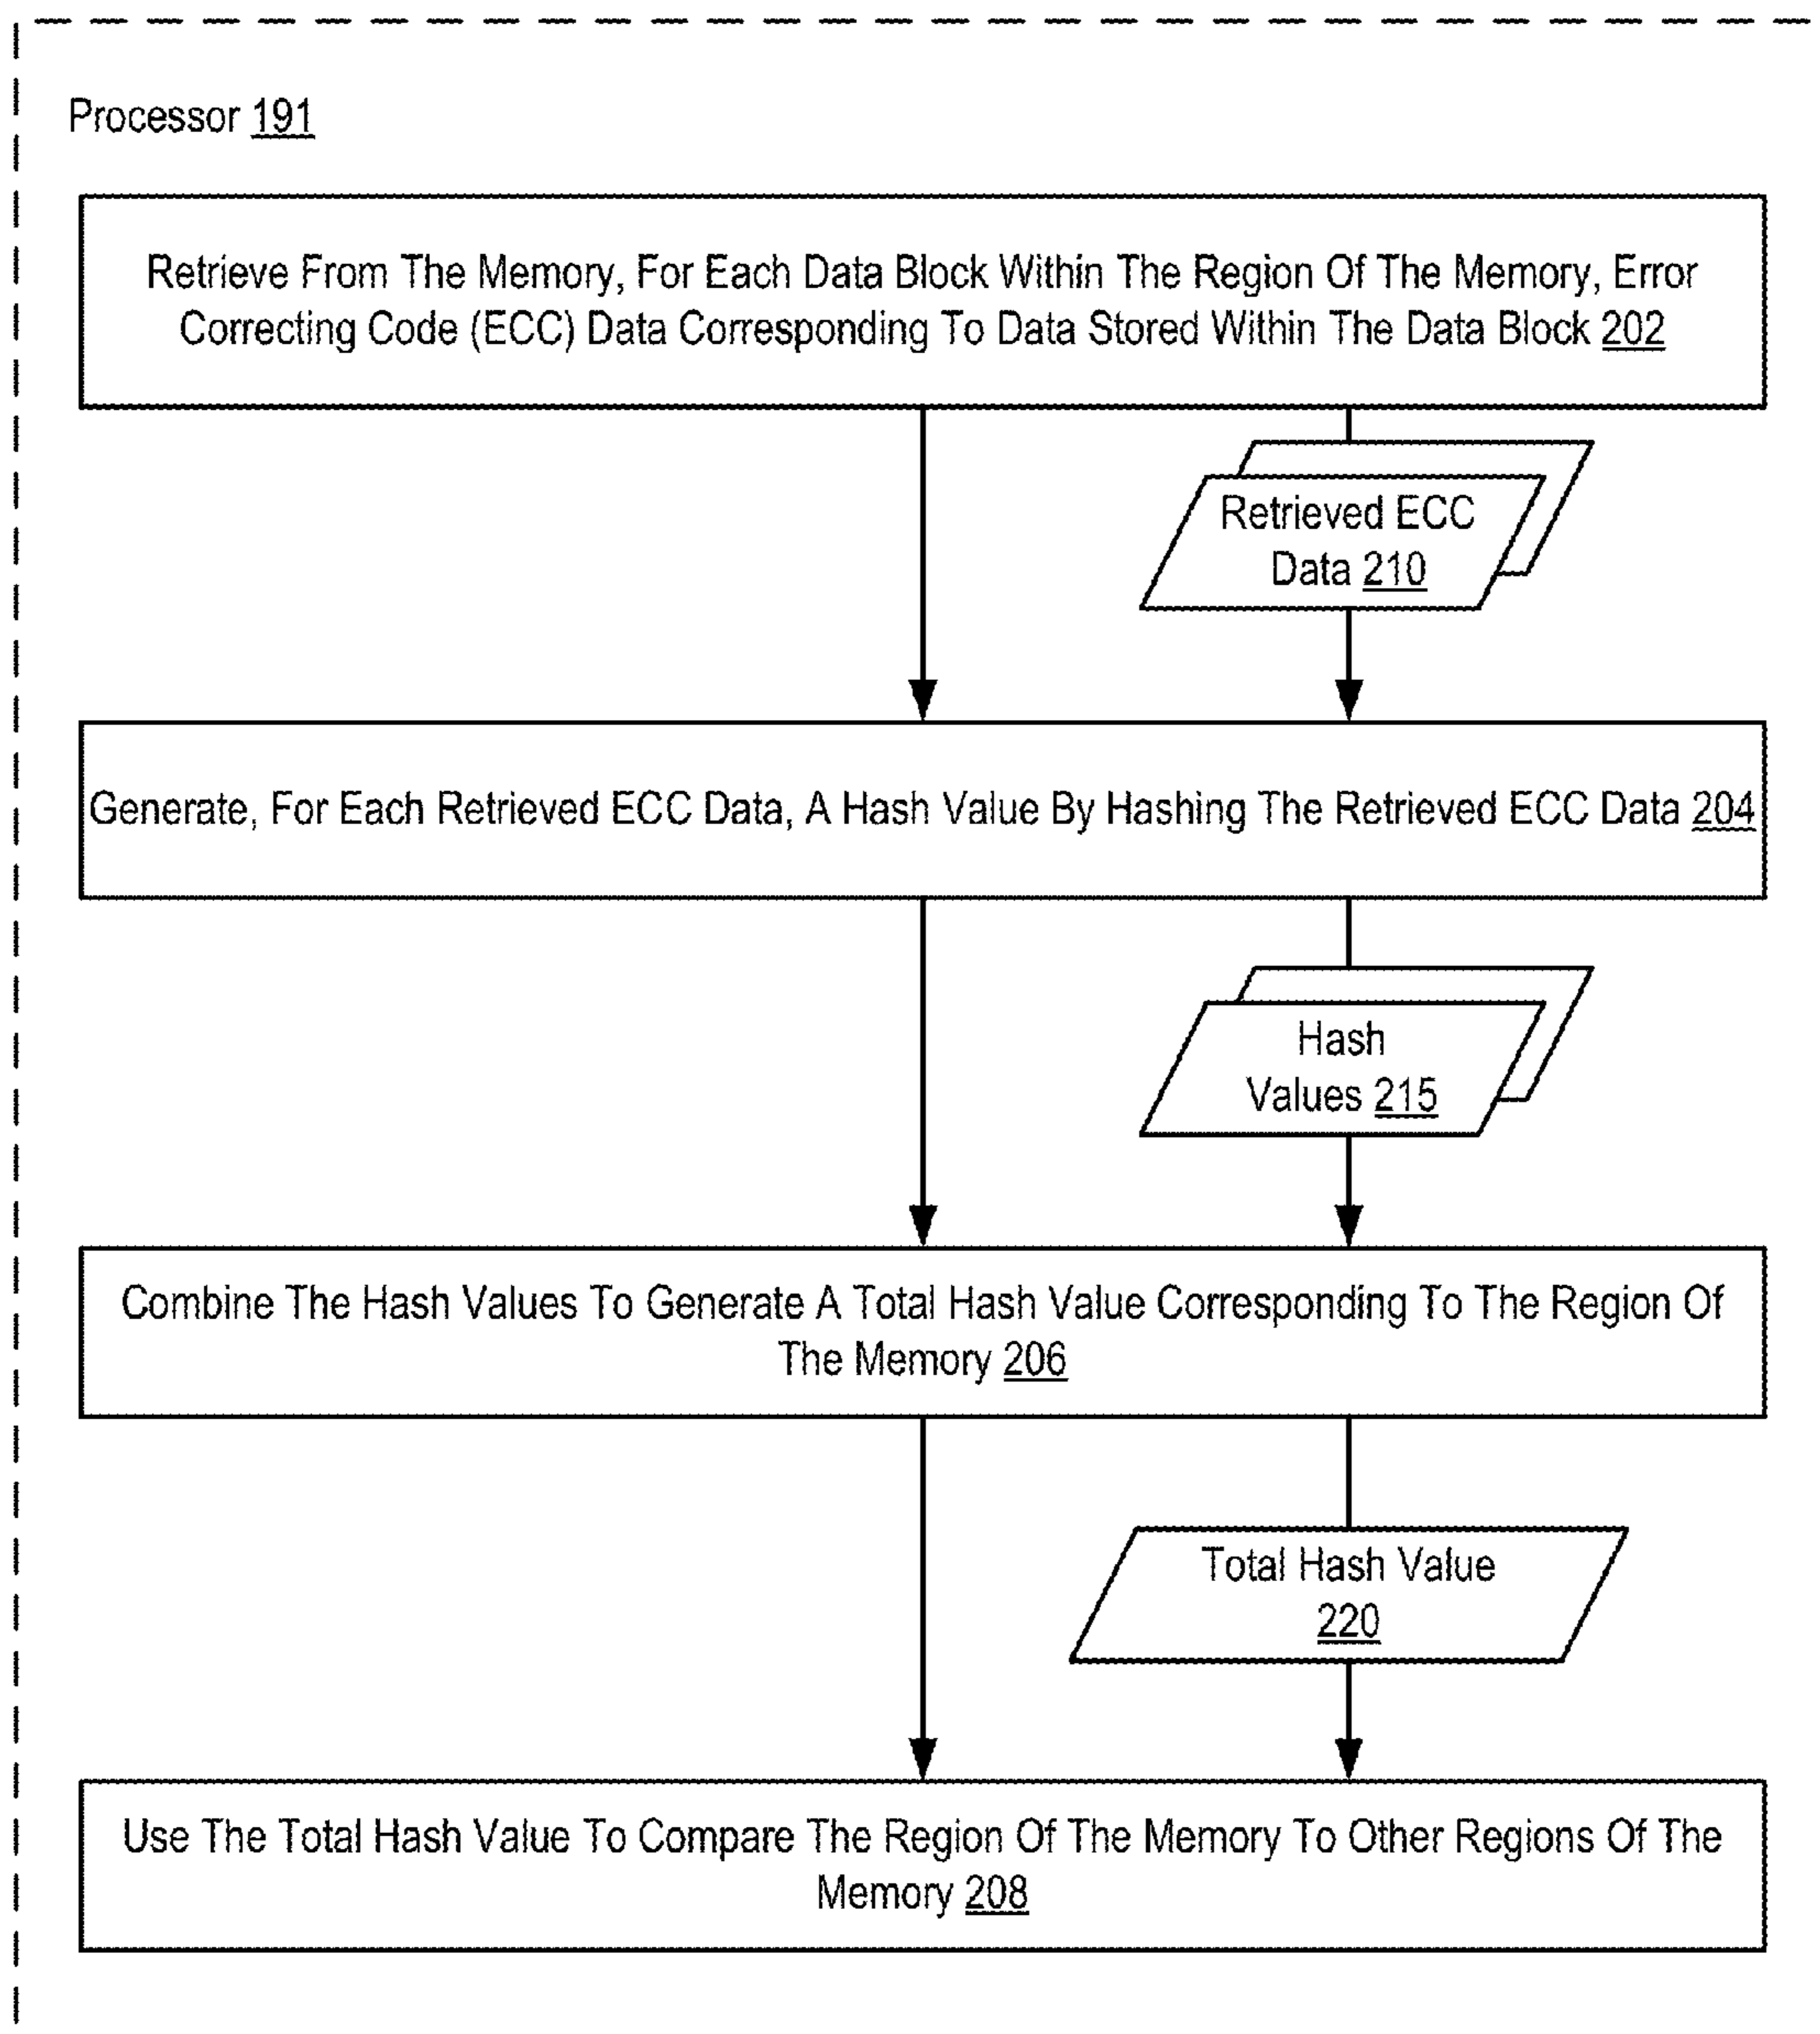 Processor 191
Retrieve From The Memory, For Each Data Block Within The Region Of The Memory, Error
Correcting Code (ECC) Data Corresponding To Data Stored Within The Data Block 202
Retrieved ECC
Data 210
Generate, For Each Retrieved ECC Data, A Hash Value By Hashing The Retrieved ECC Data 204
Hash
Values 215
Combine The Hash Values To Generate A Total Hash Value Corresponding To The Region Of
The Memory 206
Total Hash Value
220
Use The Total Hash Value To Compare The Region Of The Memory To Other Regions Of The
Memory 208